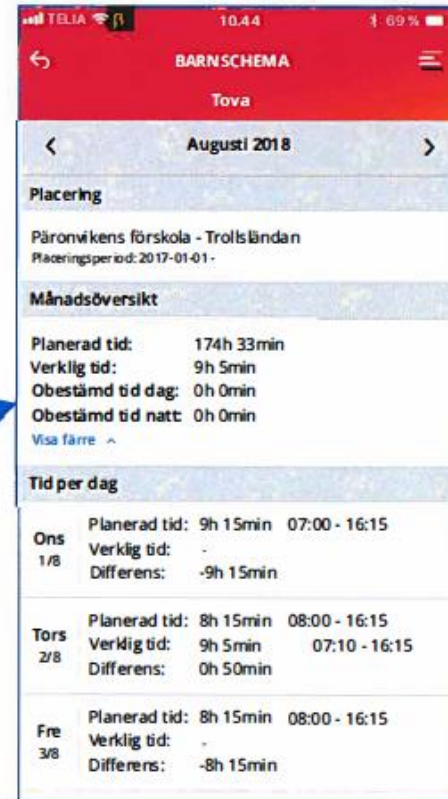 TELIA 10.44 69 %
BARNSCHEMA
Tova
Augusti 2018
Placering
Päronvikens förskola - Trollsländan
Placeringsperiod: 2017-01-01 -
Månadsöversikt
Planerad tid: 174h 33min
Verklig tid: 9h 5min
Obestämd tid dag: 0h 0min
Obestämd tid natt: 0h 0min
Visa färre
Tid per dag
Ons 1/8
Planerad tid: 9h 15min 07:00 - 16:15
Verklig tid: -
Differens: -9h 15min
Tors 2/8
Planerad tid: 8h 15min 08:00 - 16:15
Verklig tid: 9h 5min 07:10 - 16:15
Differens: 0h 50min
Fre 3/8
Planerad tid: 8h 15min 08:00 - 16:15
Verklig tid: -
Differens: -8h 15min